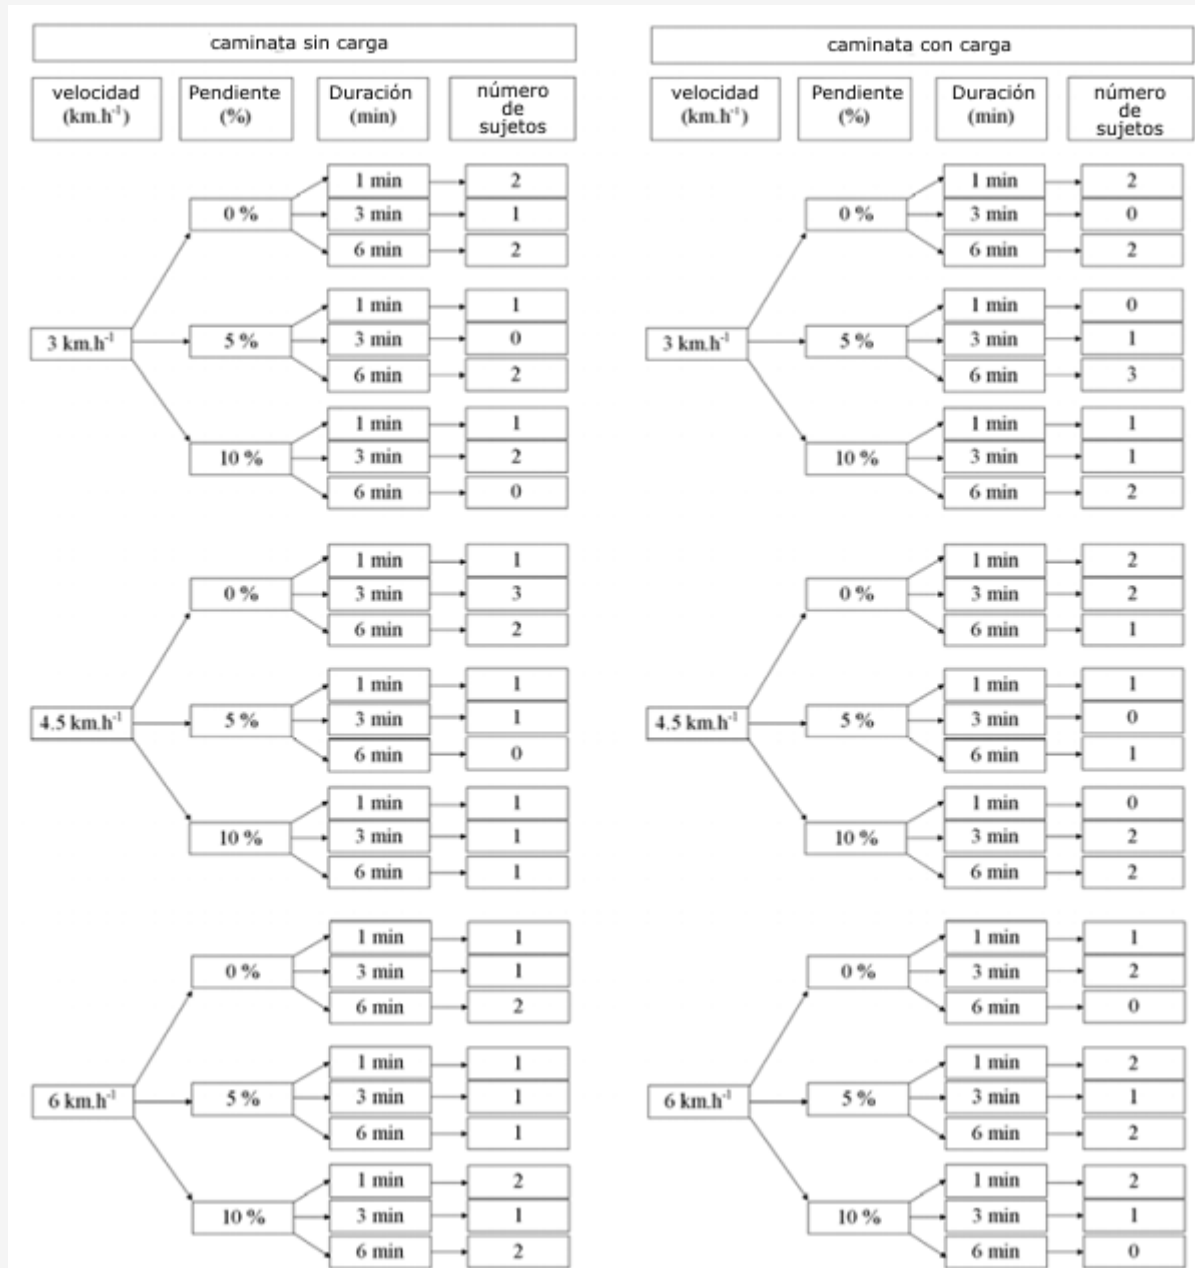 caminata sin carga
velocidad (km.h⁻¹)
Pendiente (%)
Duración (min)
número de sujetos
3 km.h⁻¹
0 %
1 min 2
3 min 1
6 min 2
5 %
1 min 1
3 min 0
6 min 2
10 %
1 min 1
3 min 2
6 min 0
4.5 km.h⁻¹
0 %
1 min 1
3 min 3
6 min 2
5 %
1 min 1
3 min 1
6 min 0
10 %
1 min 1
3 min 1
6 min 1
6 km.h⁻¹
0 %
1 min 1
3 min 1
6 min 2
5 %
1 min 1
3 min 1
6 min 1
10 %
1 min 2
3 min 1
6 min 2
caminata con carga
velocidad (km.h⁻¹)
Pendiente (%)
Duración (min)
número de sujetos
3 km.h⁻¹
0 %
1 min 2
3 min 0
6 min 2
5 %
1 min 0
3 min 1
6 min 3
10 %
1 min 1
3 min 1
6 min 2
4.5 km.h⁻¹
0 %
1 min 2
3 min 2
6 min 1
5 %
1 min 1
3 min 0
6 min 1
10 %
1 min 0
3 min 2
6 min 2
6 km.h⁻¹
0 %
1 min 1
3 min 2
6 min 0
5 %
1 min 2
3 min 1
6 min 2
10 %
1 min 2
3 min 1
6 min 0